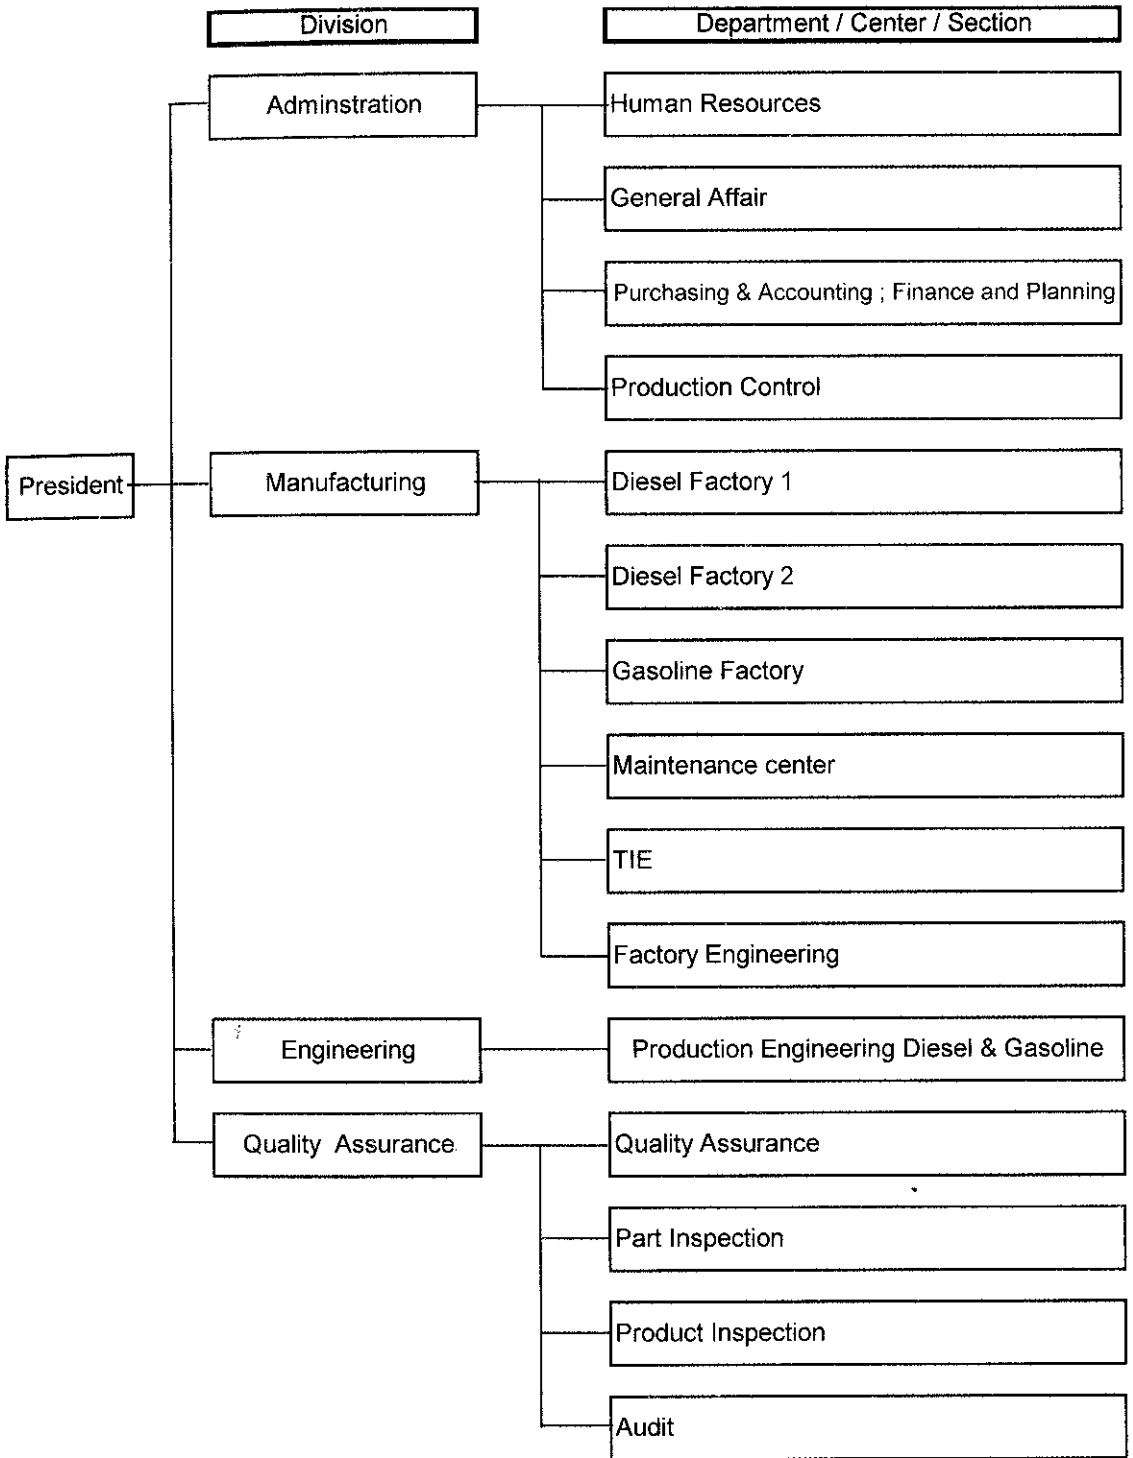 Division
Department / Center / Section
Adminstration
Human Resources
General Affair
Purchasing & Accounting ; Finance and Planning
Production Control
President
Manufacturing
Diesel Factory 1
Diesel Factory 2
Gasoline Factory
Maintenance center
TIE
Factory Engineering
Engineering
Production Engineering Diesel & Gasoline
Quality Assurance
Quality Assurance
Part Inspection
Product Inspection
Audit